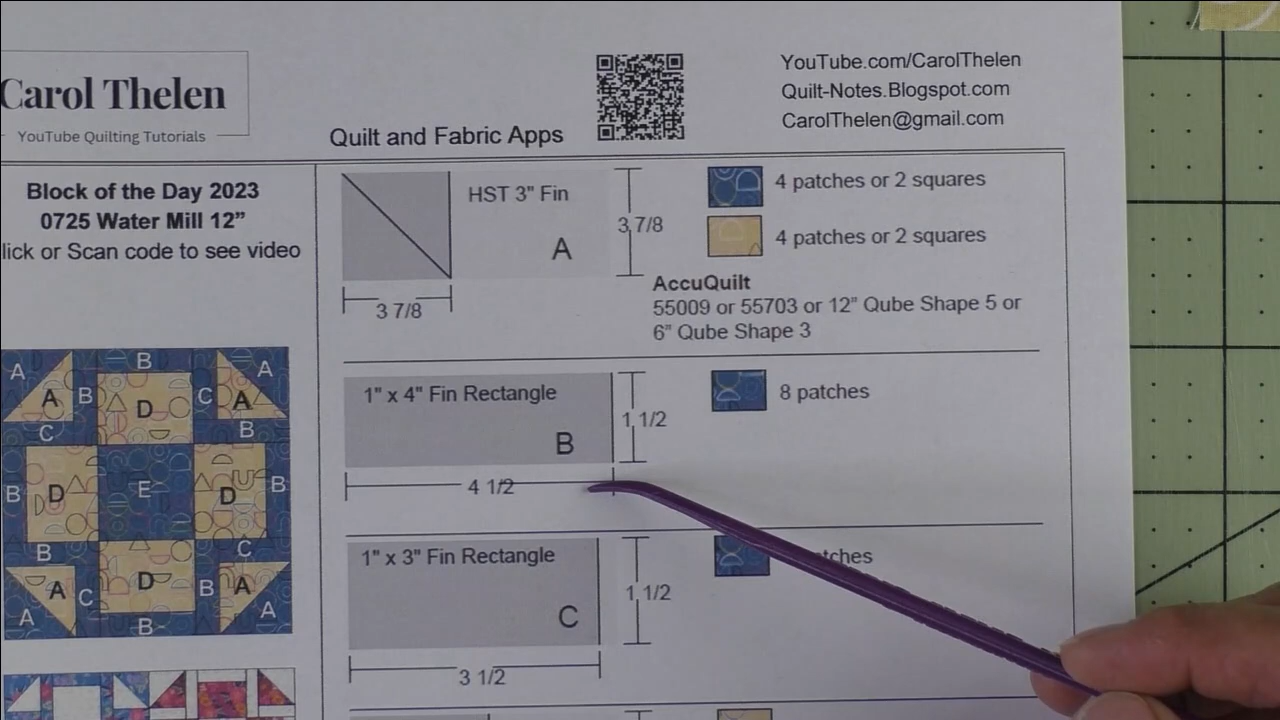 Carol Thelen
YouTube Quilting Tutorials
Quilt and Fabric Apps
YouTube.com/CarolThelen
Quilt-Notes.Blogspot.com
CarolThelen@gmail.com
Block of the Day 2023
0725 Water Mill 12”
lick or Scan code to see video
HST 3" Fin
A
3 7/8
3 7/8
4 patches or 2 squares
4 patches or 2 squares
AccuQuilt
55009 or 55703 or 12” Qube Shape 5 or
6” Qube Shape 3
1" x 4" Fin Rectangle
B
1 1/2
4 1/2
8 patches
1" x 3" Fin Rectangle
C
1 1/2
3 1/2
A B A
A B D C A
C B
B D E D B
B C
A C D B A
A B A